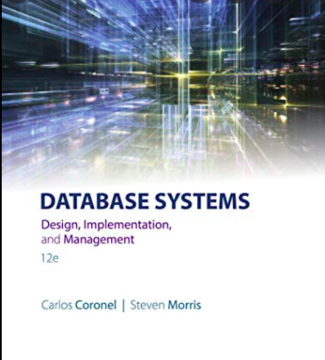 DATABASE SYSTEMS
Design, Implementation,
and Management
12e
Carlos Coronel | Steven Morris